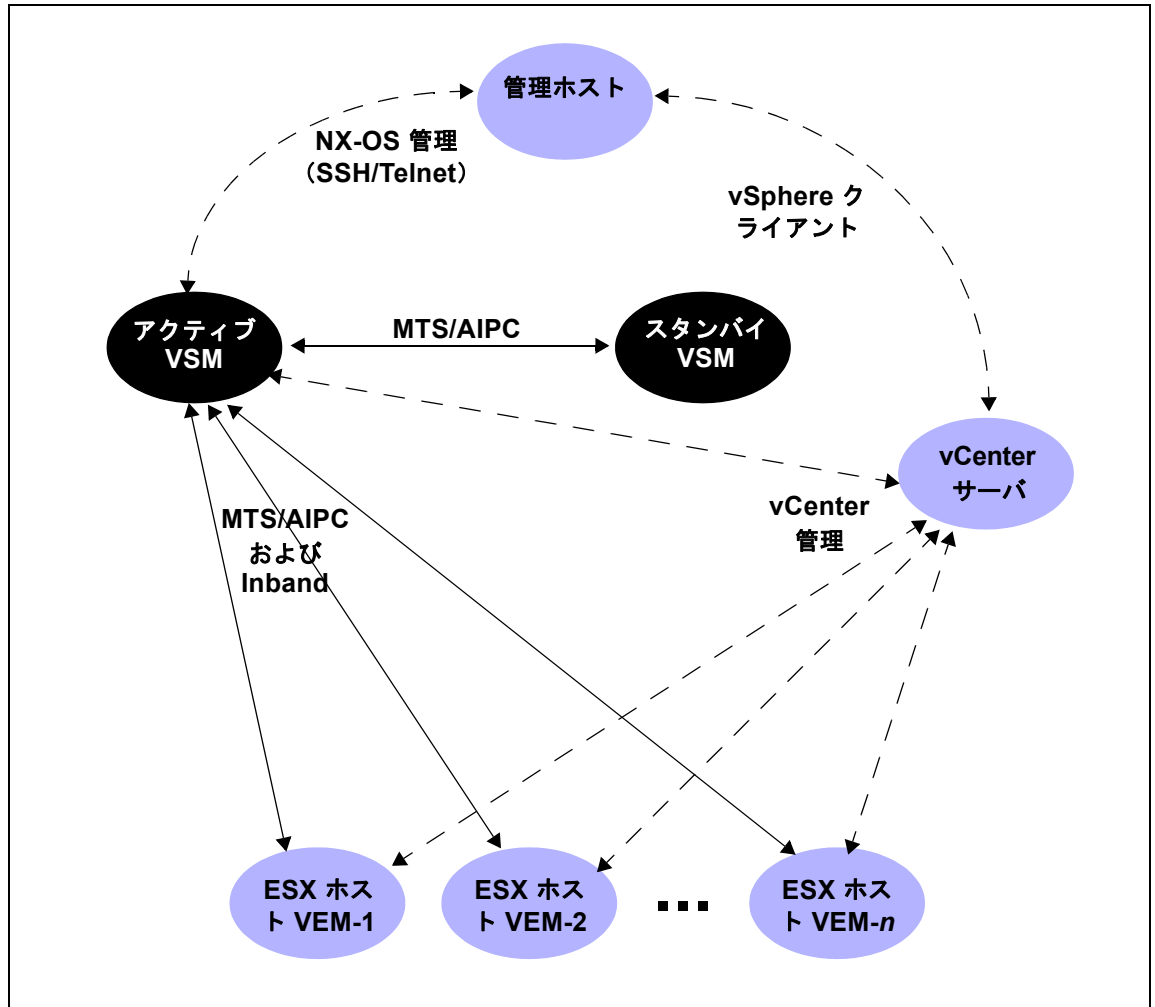 管理ホスト
NX-OS 管理
（SSH/Telnet）
vSphere ク
ライアント
アクティブ
VSM
MTS/AIPC
スタンバイ
VSM
vCenter
サーバ
vCenter
管理
MTS/AIPC
および
Inband
ESX ホス
ト VEM-1
ESX ホス
ト VEM-2
ESX ホス
ト VEM-n